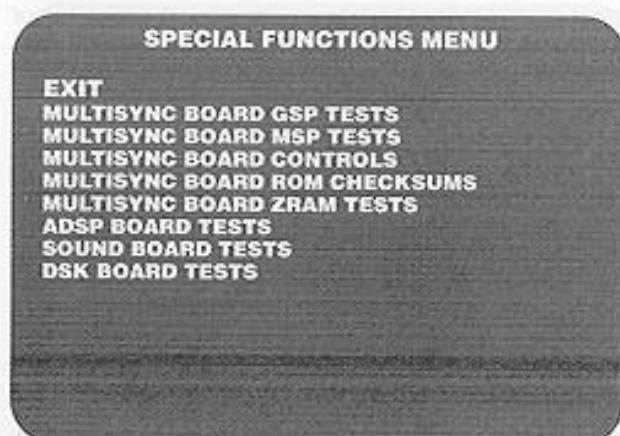 SPECIAL FUNCTIONS MENU
EXIT
MULTISYNC BOARD GSP TESTS
MULTISYNC BOARD MSP TESTS
MULTISYNC BOARD CONTROLS
MULTISYNC BOARD ROM CHECKSUMS
MULTISYNC BOARD ZRAM TESTS
ADSP BOARD TESTS
SOUND BOARD TESTS
DSK BOARD TESTS